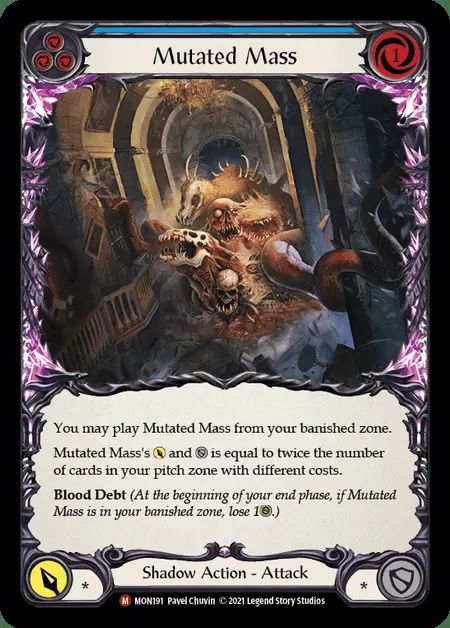 Mutated Mass
1
You may play Mutated Mass from your banished zone.
Mutated Mass's and is equal to twice the number
of cards in your pitch zone with different costs.
Blood Debt (At the beginning of your end phase, if Mutated
Mass is in your banished zone, lose 1.)
* Shadow Action - Attack *
M MON191 Pavel Chuvin © 2021 Legend Story Studios